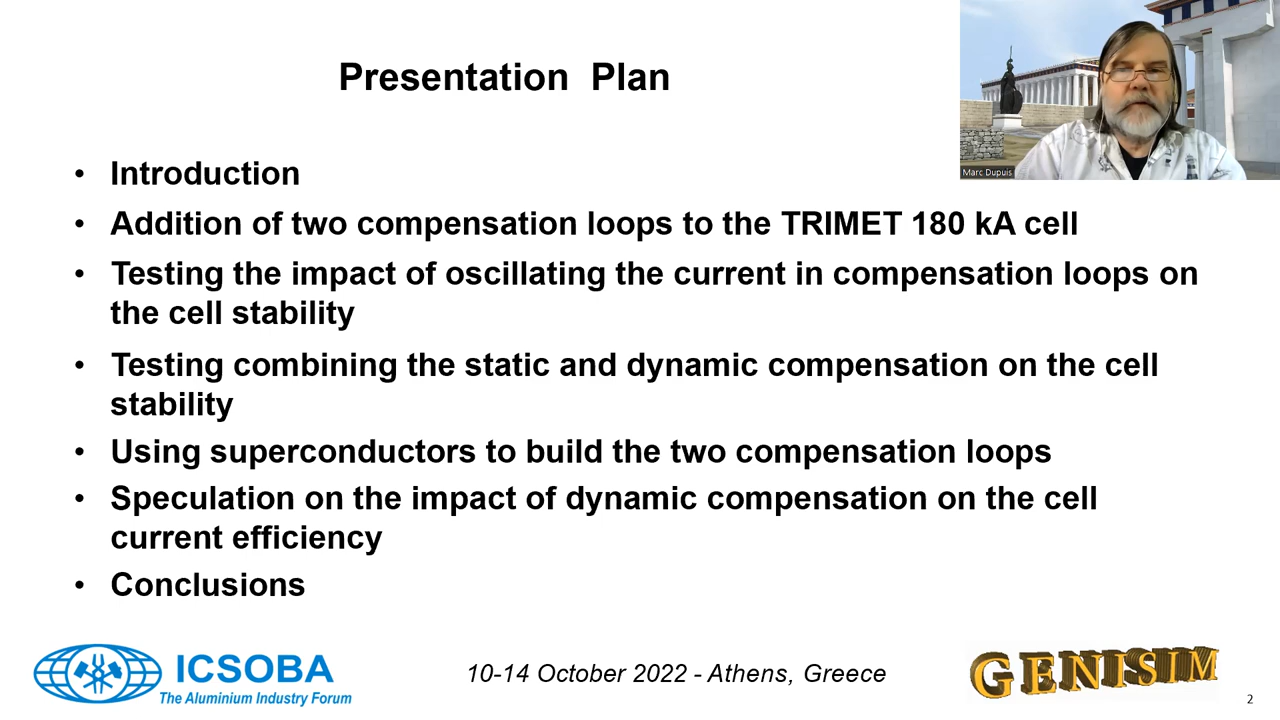 Presentation Plan
Marc Dupuis
• Introduction
• Addition of two compensation loops to the TRIMET 180 kA cell
• Testing the impact of oscillating the current in compensation loops on
the cell stability
• Testing combining the static and dynamic compensation on the cell
stability
• Using superconductors to build the two compensation loops
• Speculation on the impact of dynamic compensation on the cell
current efficiency
• Conclusions
ICSOBA
The Aluminium Industry Forum
10-14 October 2022 - Athens, Greece
GENISIM
2